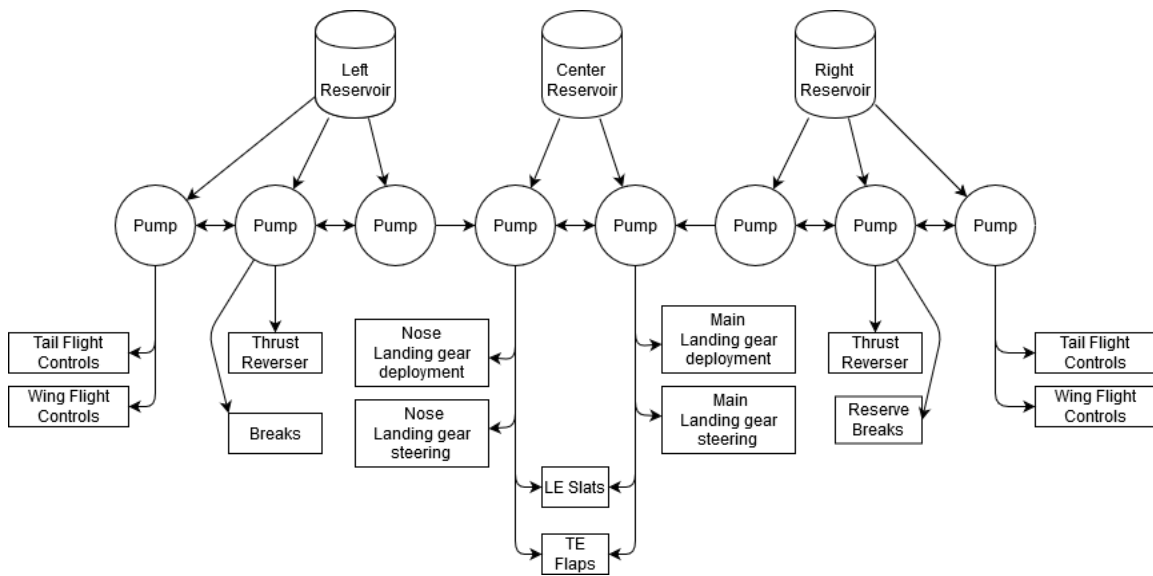 Left
Reservoir
Center
Reservoir
Right
Reservoir
Pump
Pump
Pump
Pump
Pump
Pump
Pump
Pump
Tail Flight
Controls
Wing Flight
Controls
Thrust
Reverser
Breaks
Nose
Landing gear
deployment
Nose
Landing gear
steering
Main
Landing gear
deployment
Main
Landing gear
steering
LE Slats
TE
Flaps
Thrust
Reverser
Reserve
Breaks
Tail Flight
Controls
Wing Flight
Controls